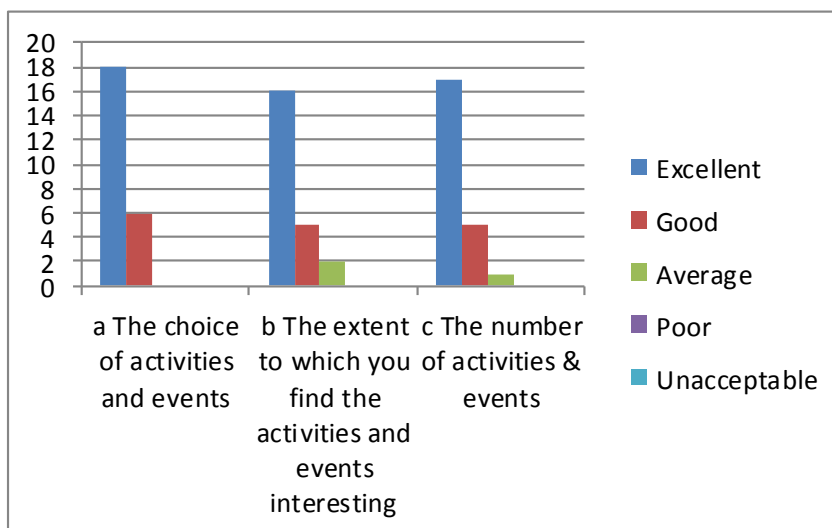 20
18
16
14
12
10
8
6
4
2
0
a The choice
of activities
and events
b The extent
to which you
find the
activities and
events
interesting
c The number
of activities &
events
Excellent
Good
Average
Poor
Unacceptable